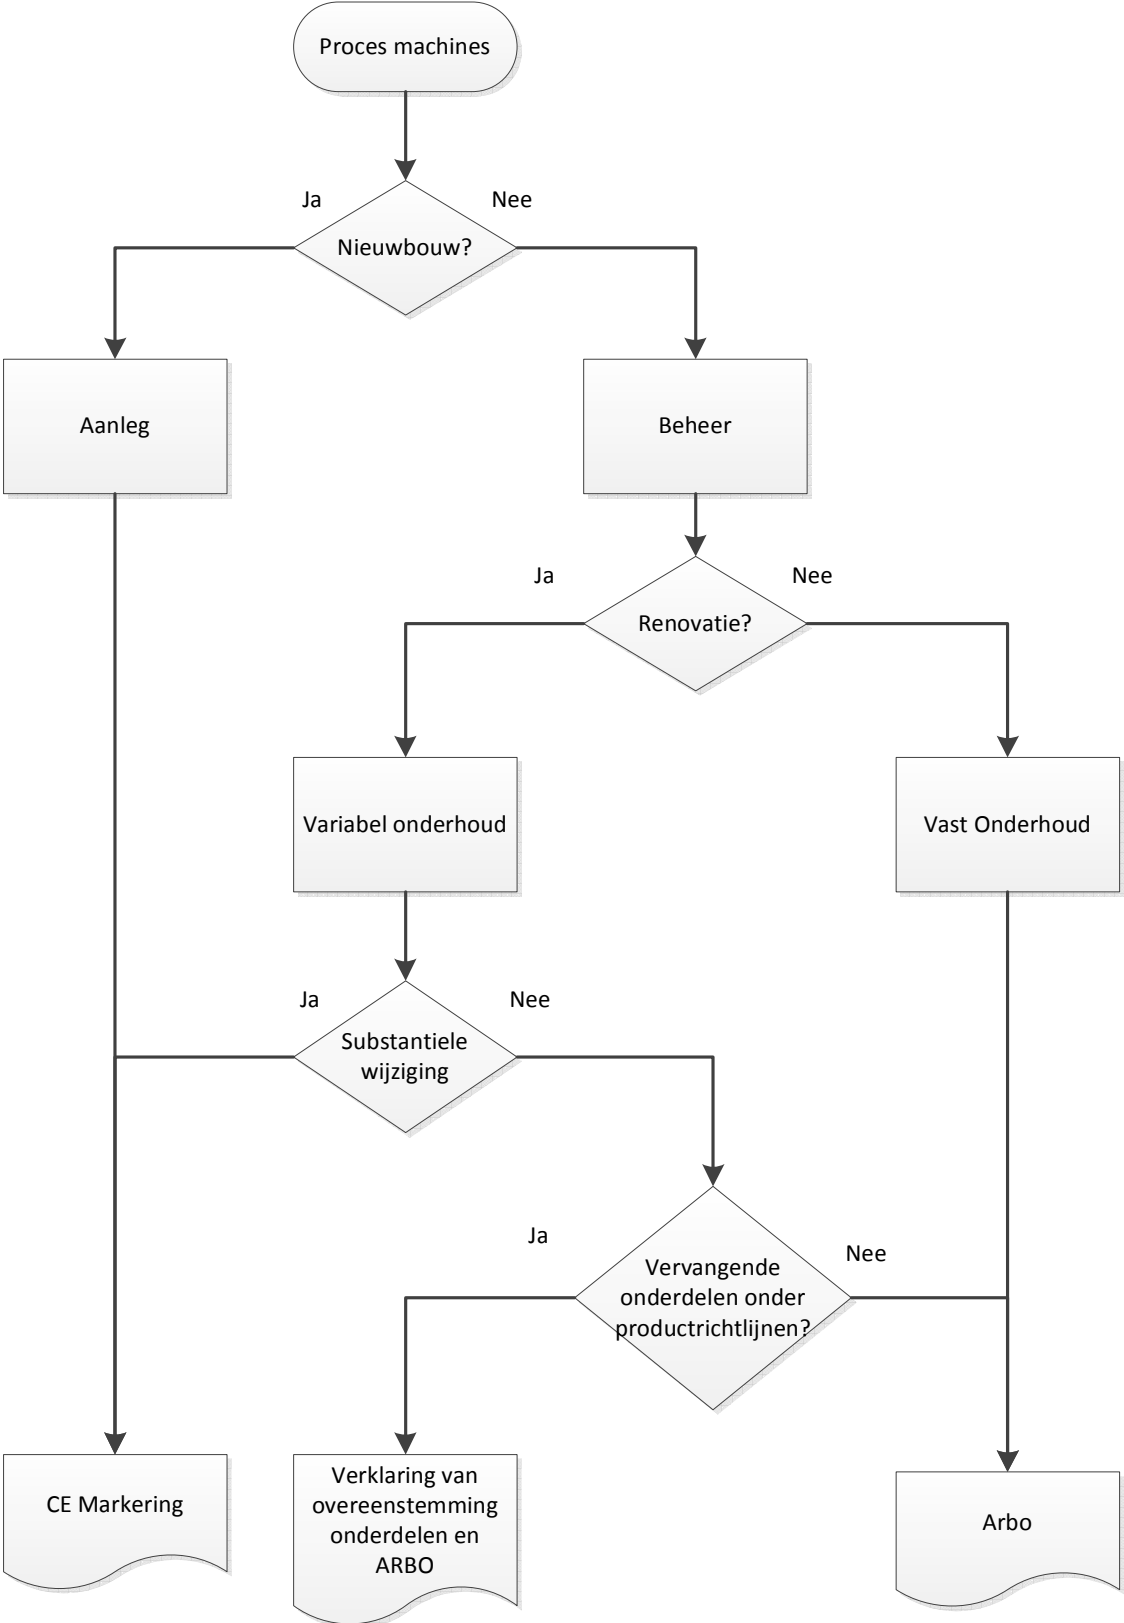 Proces machines
Ja
Nee
Nieuwbouw?
Aanleg
Beheer
Ja
Nee
Renovatie?
Variabel onderhoud
Vast Onderhoud
Ja
Nee
Substantiele
wijziging
Ja
Nee
Vervangende
onderdelen onder
productrichtlijnen?
CE Markering
Verklaring van
overeenstemming
onderdelen en
ARBO
Arbo